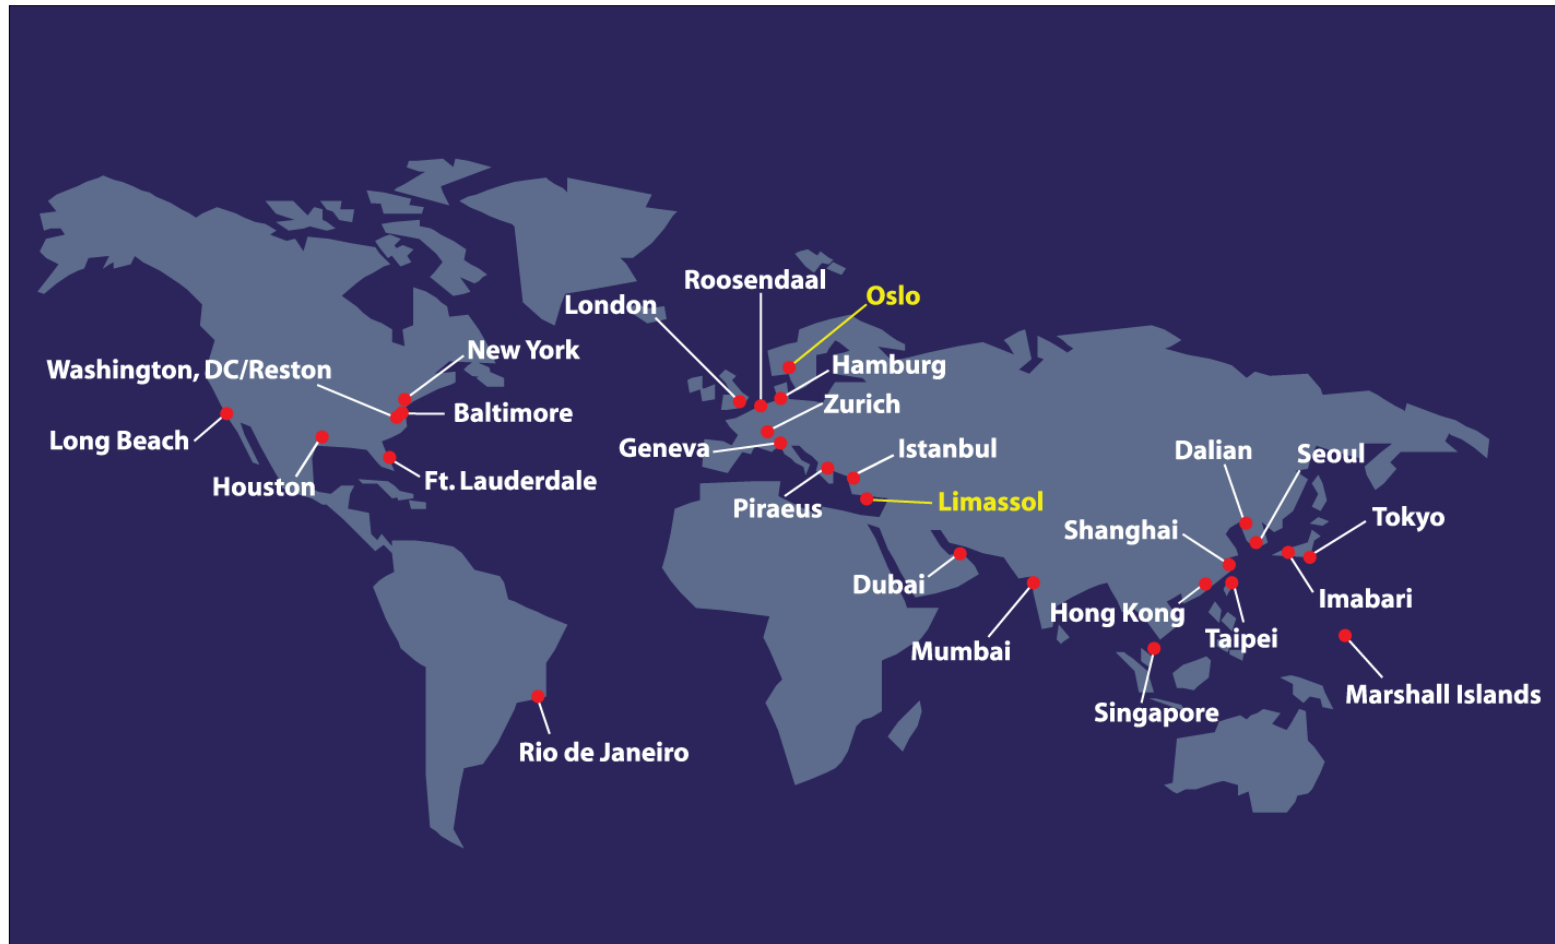 Roosendaal
Oslo
London
New York
Hamburg
Washington, DC/Reston
Zurich
Baltimore
Long Beach
Geneva
Istanbul
Dalian
Seoul
Ft. Lauderdale
Houston
Piraeus
Limassol
Tokyo
Shanghai
Dubai
Imabari
Hong Kong
Taipei
Mumbai
Marshall Islands
Singapore
Rio de Janeiro